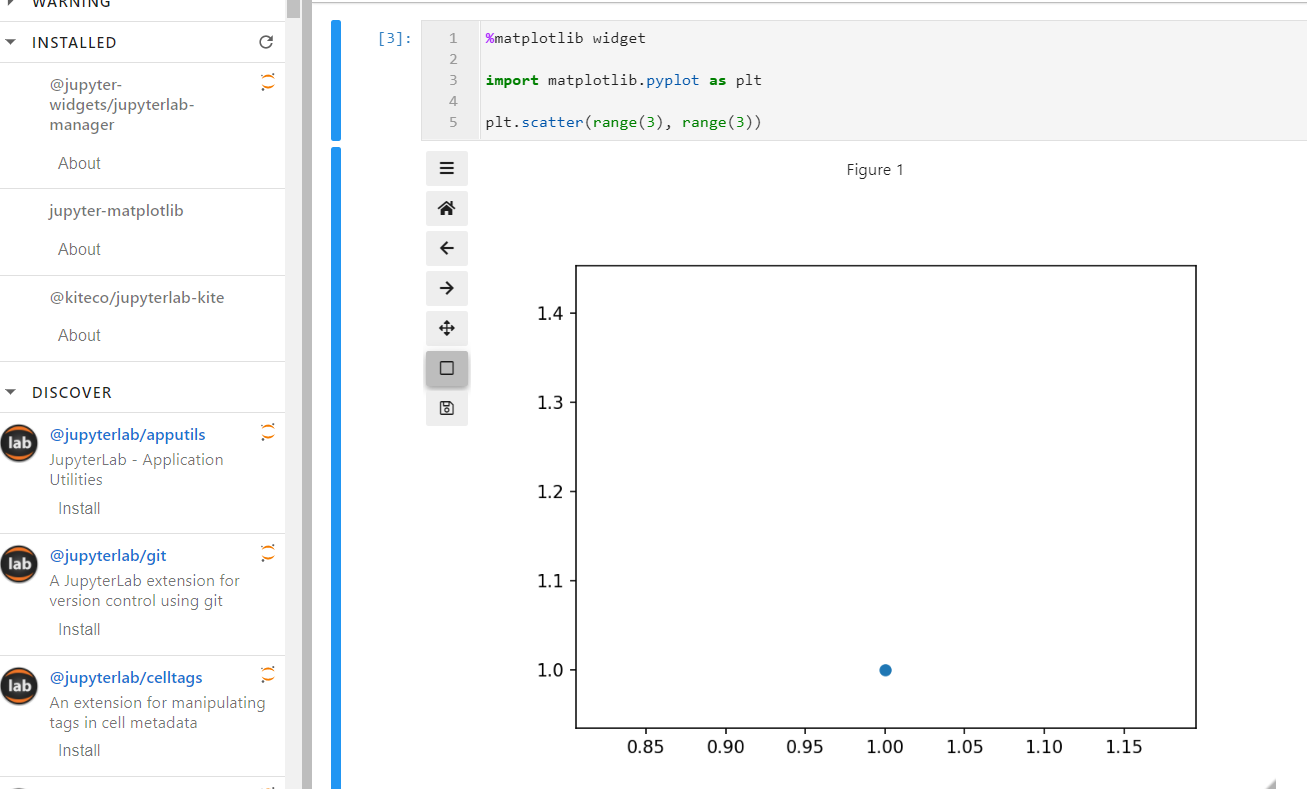 WARNING
INSTALLED
@jupyter-
widgets/jupyterlab-
manager
About
jupyter-matplotlib
About
@kiteco/jupyterlab-kite
About
DISCOVER
lab
@jupyterlab/apputils
JupyterLab - Application
Utilities
Install
lab
@jupyterlab/git
A JupyterLab extension for
version control using git
Install
lab
@jupyterlab/celltags
An extension for manipulating
tags in cell metadata
Install
[3]:
1 %matplotlib widget
2
3 import matplotlib.pyplot as plt
4
5 plt.scatter(range(3), range(3))
Figure 1
1.4
1.3
1.2
1.1
1.0
0.85 0.90 0.95 1.00 1.05 1.10 1.15